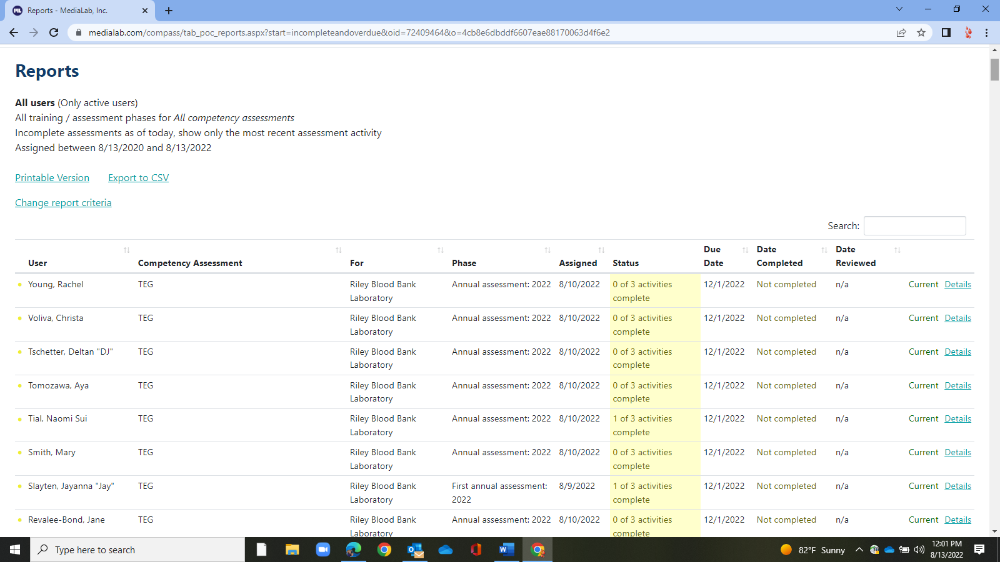 Reports - MediaLab, Inc.
medialab.com/compass/tab_poc_reports.aspx?start=incompleteandoverdue&oid=72409464&o=4cb8e6dbddf6607eae88170063d4f6e2
Reports
All users (Only active users)
All training / assessment phases for All competency assessments
Incomplete assessments as of today, show only the most recent assessment activity
Assigned between 8/13/2020 and 8/13/2022
Printable Version Export to CSV
Change report criteria
Search:
Due Date Date
User Competency Assessment For Phase Assigned Status Date Completed Reviewed
Young, Rachel TEG Riley Blood Bank Annual assessment: 2022 8/10/2022 0 of 3 activities 12/1/2022 Not completed n/a Current Details
Laboratory complete
Voliva, Christa TEG Riley Blood Bank Annual assessment: 2022 8/10/2022 0 of 3 activities 12/1/2022 Not completed n/a Current Details
Laboratory complete
Tschetter, Deltan "DJ" TEG Riley Blood Bank Annual assessment: 2022 8/10/2022 0 of 3 activities 12/1/2022 Not completed n/a Current Details
Laboratory complete
Tomozawa, Aya TEG Riley Blood Bank Annual assessment: 2022 8/10/2022 0 of 3 activities 12/1/2022 Not completed n/a Current Details
Laboratory complete
Tial, Naomi Sui TEG Riley Blood Bank Annual assessment: 2022 8/10/2022 1 of 3 activities 12/1/2022 Not completed n/a Current Details
Laboratory complete
Smith, Mary TEG Riley Blood Bank Annual assessment: 2022 8/10/2022 0 of 3 activities 12/1/2022 Not completed n/a Current Details
Laboratory complete
Slayten, Jayanna "Jay" TEG Riley Blood Bank First annual assessment: 8/9/2022 1 of 3 activities 12/1/2022 Not completed n/a Current Details
Laboratory 2022 complete
Revalee-Bond, Jane TEG Riley Blood Bank Annual assessment: 2022 8/10/2022 0 of 3 activities 12/1/2022 Not completed n/a Current Details
Laboratory complete
Type here to search
82°F Sunny
12:01 PM
8/13/2022